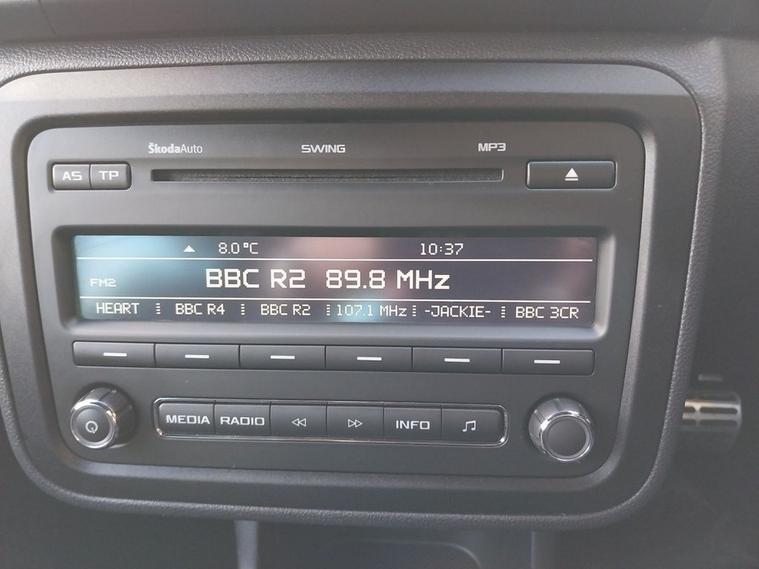 ŠkodaAuto SWING MP3
AS TP
8.0°C 10:37
FM2 BBC R2 89.8 MHz
HEART BBC R4 BBC R2 107.1 MHz -JACKIE- BBC 3CR
MEDIA RADIO INFO